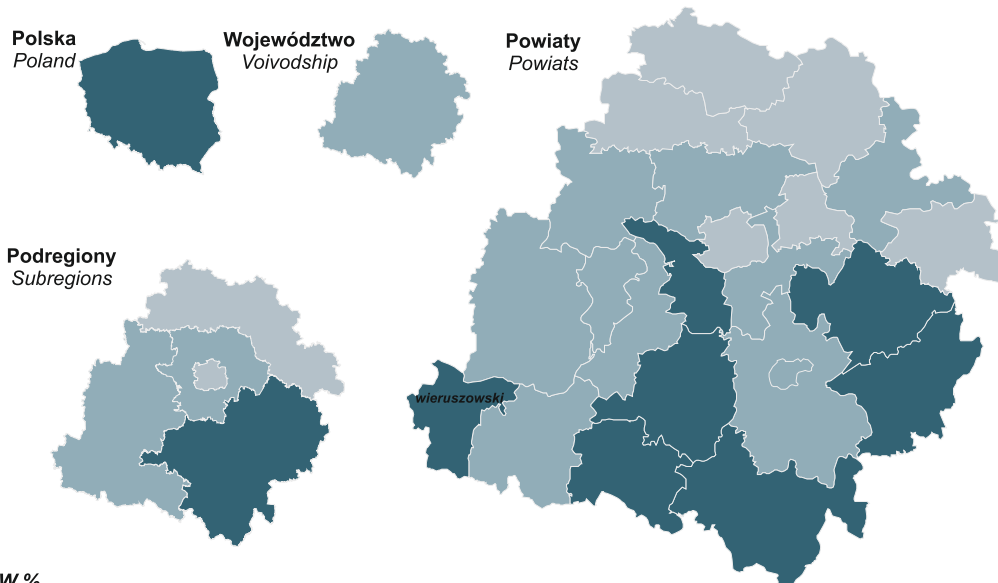 Polska
Poland
Województwo
Voivodship
Powiaty
Powiats
Podregiony
Subregions
wieruszowski
W %